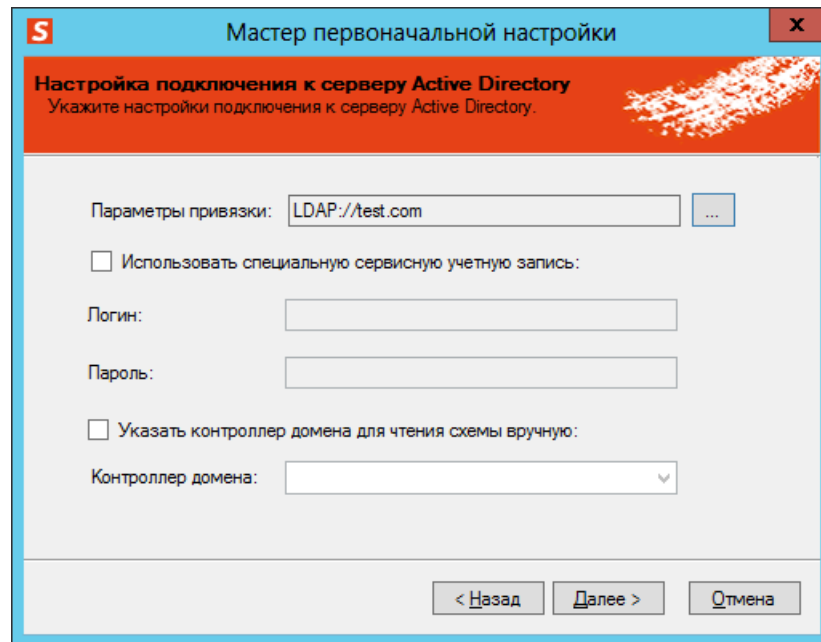 S
Мастер первоначальной настройки
x
Настройка подключения к серверу Active Directory
Укажите настройки подключения к серверу Active Directory.
Параметры привязки: LDAP://test.com ...
Использовать специальную сервисную учетную запись:
Логин:
Пароль:
Указать контроллер домена для чтения схемы вручную:
Контроллер домена:
< Назад Далее > Отмена